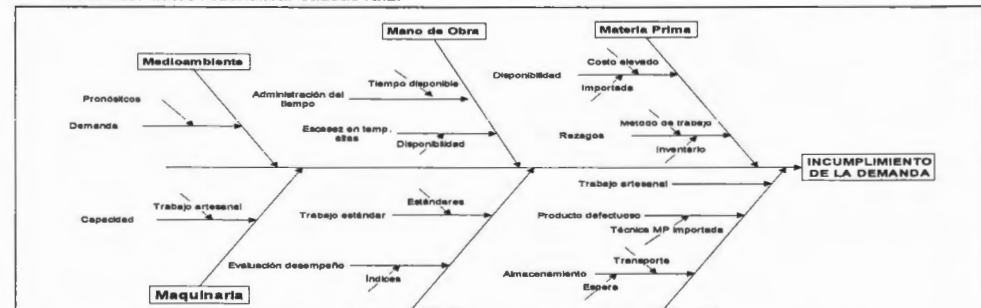 Mano de Obra
Materia Prima
Medioambiente
Costo elevado
Disponibilidad
Importada
Tiempo disponible
Administración del
tiempo
Pronósticos
Demanda
Escasez en temp.
altas
Disponibilidad
Método de trabajo
Rezagos
Inventario
INCUMPLIMIENTO
DE LA DEMANDA
Trabajo artesanal
Trabajo artesanal
Capacidad
Estándares
Trabajo estándar
Producto defectuoso
Técnica MP importada
Transporte
Evaluación desempeño
Índices
Almacenamiento
Espera
Maquinaria